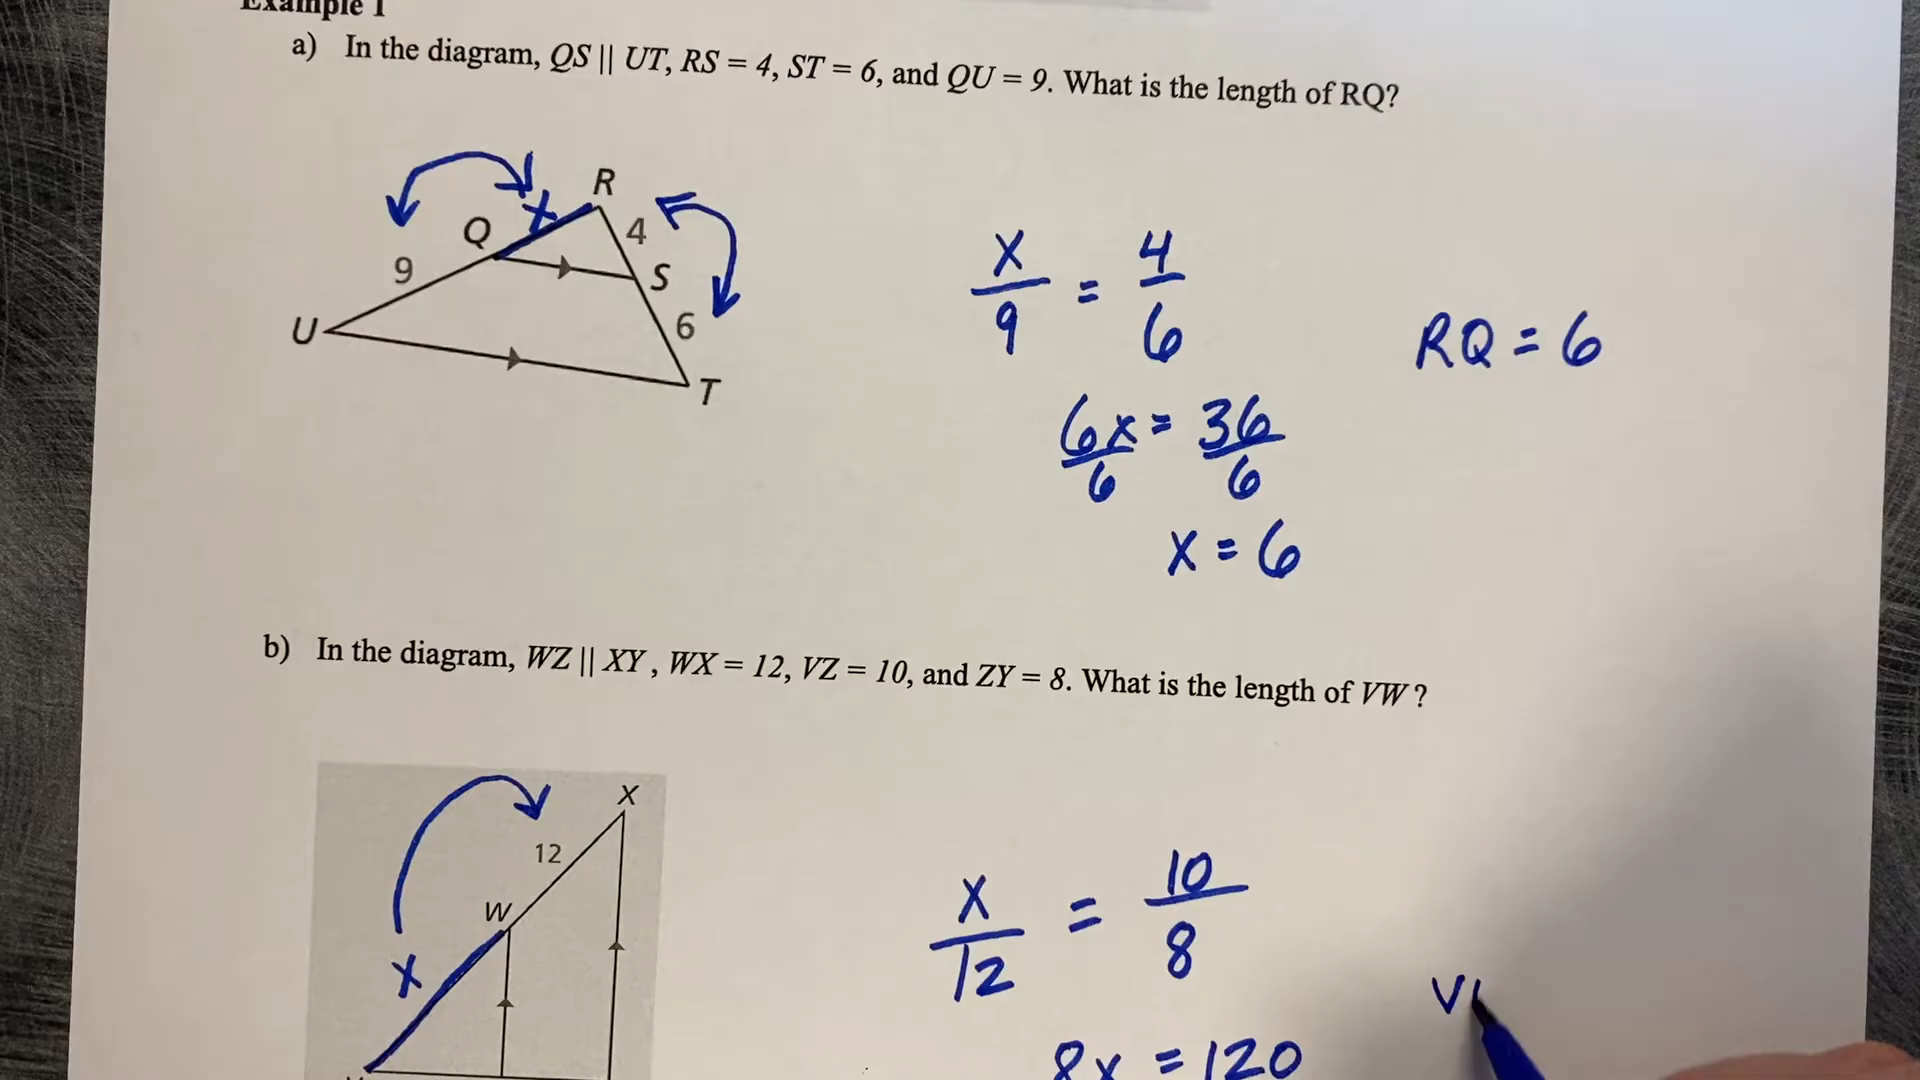 Example 1
a) In the diagram, QS || UT, RS = 4, ST = 6, and QU = 9. What is the length of RQ?
R
x
4
Q
S
9
6
U
T
x/9 = 4/6
RQ = 6
6x/6 = 36/6
x = 6
b) In the diagram, WZ || XY, WX = 12, VZ = 10, and ZY = 8. What is the length of VW?
X
12
W
x
x/12 = 10/8
V
8x = 120